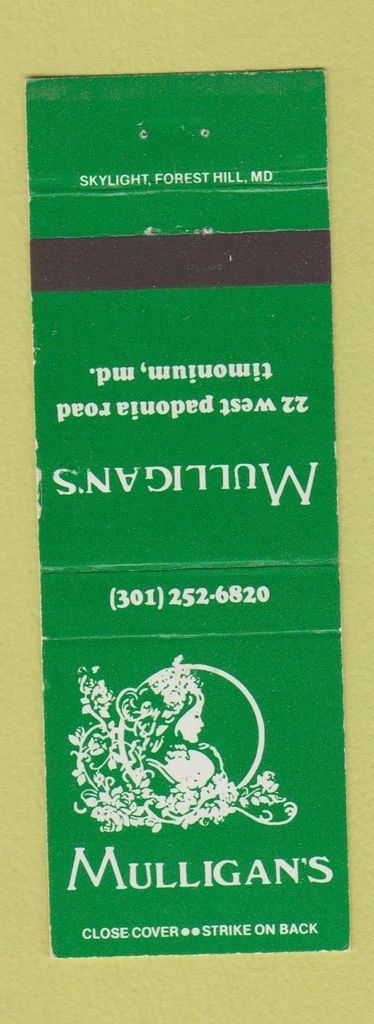 SKYLIGHT, FOREST HILL, MD
22 west padonia road
timonium, md.
MULLIGAN'S
(301) 252-6820
MULLIGAN'S
CLOSE COVER●●STRIKE ON BACK